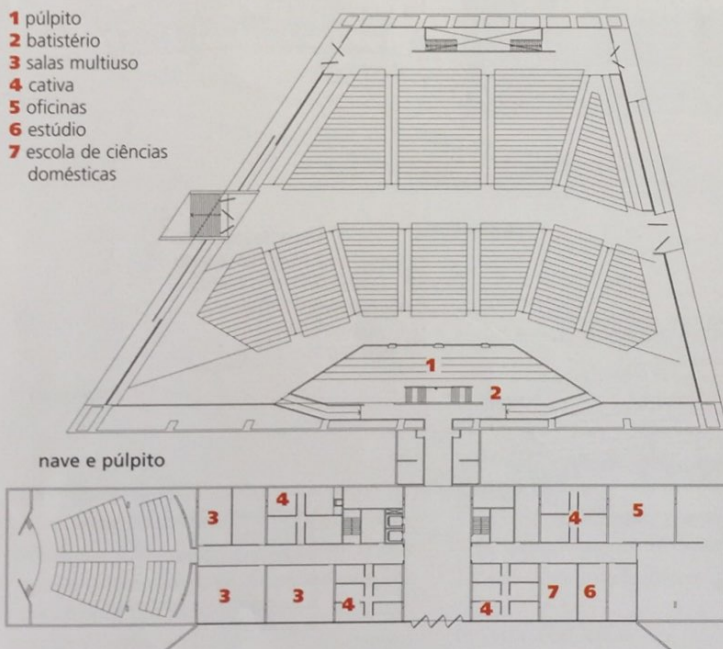 1 púlpito
2 batistério
3 salas multiuso
4 cativa
5 oficinas
6 estúdio
7 escola de ciências
domésticas
1
2
nave e púlpito
3
4
4
5
3
3
4
4
7
6